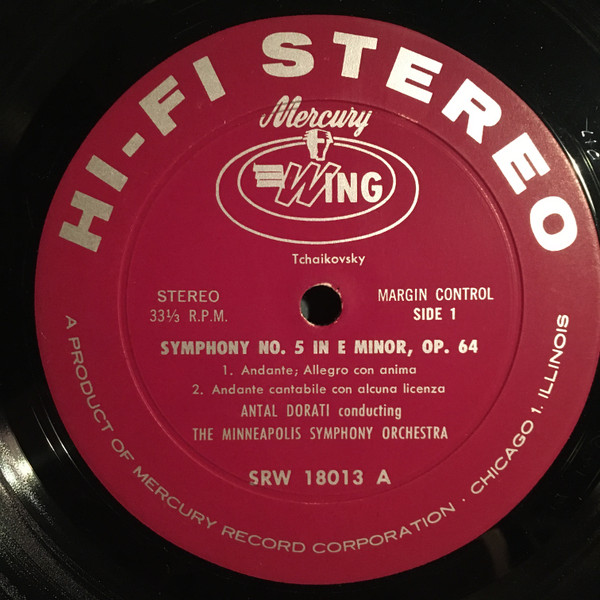 HI-FI STEREO
Mercury
WING
Tchaikovsky
STEREO
33⅓ R.P.M.
MARGIN CONTROL
SIDE 1
SYMPHONY NO. 5 IN E MINOR, OP. 64
1. Andante; Allegro con anima
2. Andante cantabile con alcuna licenza
ANTAL DORATI conducting
THE MINNEAPOLIS SYMPHONY ORCHESTRA
SRW 18013 A
A PRODUCT OF MERCURY RECORD CORPORATION · CHICAGO 1, ILLINOIS